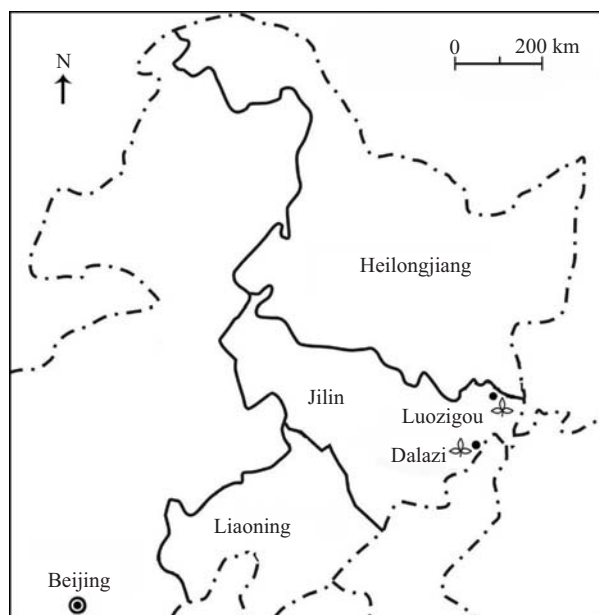 0 200 km
N
Heilongjiang
Jilin
Luozigou
Dalazi
Liaoning
Beijing